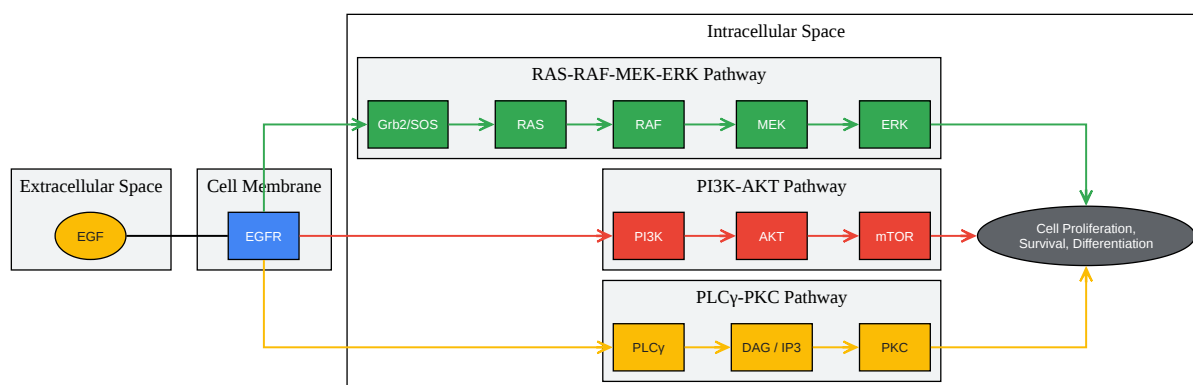 Intracellular Space
RAS-RAF-MEK-ERK Pathway
Grb2/SOS
RAS
RAF
MEK
ERK
Extracellular Space
EGF
Cell Membrane
EGFR
PI3K-AKT Pathway
PI3K
AKT
mTOR
Cell Proliferation,
Survival, Differentiation
PLCγ-PKC Pathway
PLCγ
DAG / IP3
PKC